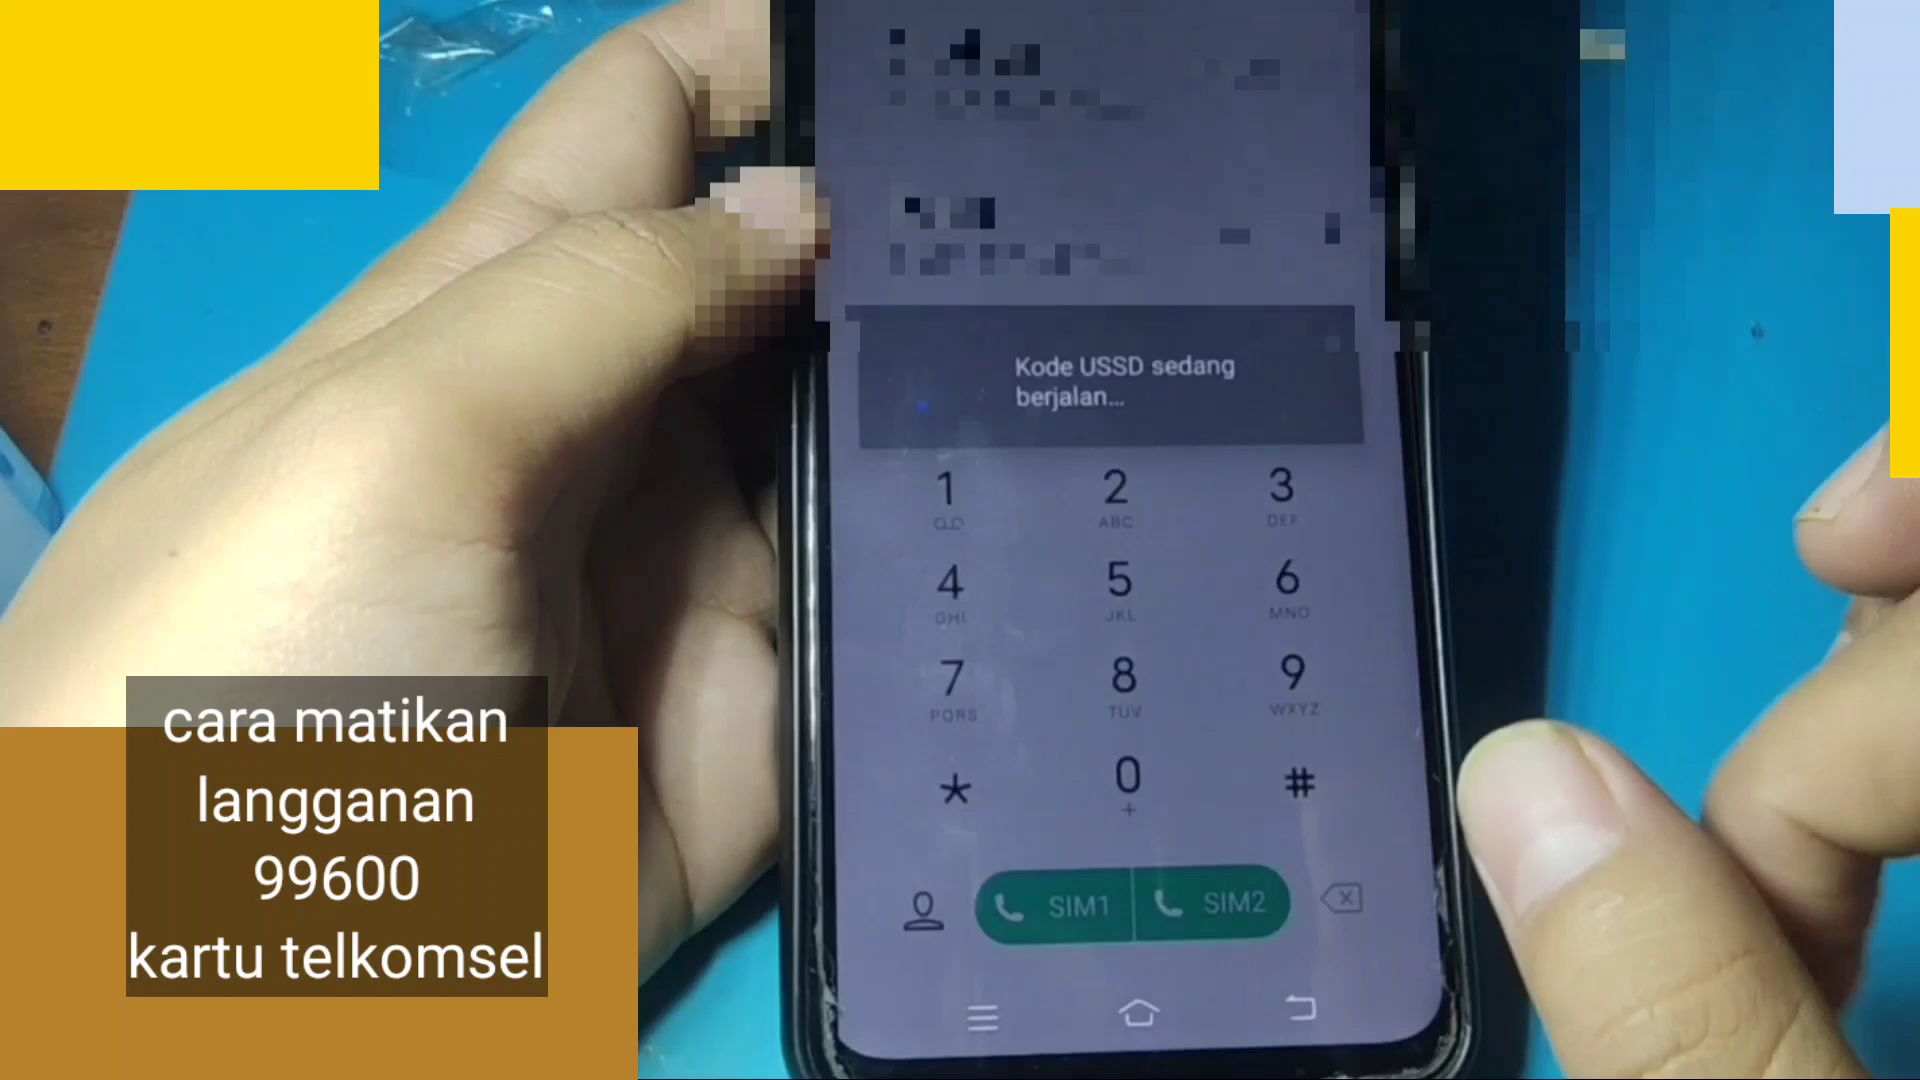 Kode USSD sedang
berjalan...
1 2 3
ABC DEF
4 5 6
GHI JKL MNO
7 8 9
PQRS TUV WXYZ
* 0 #
+
SIM1 SIM2
cara matikan
langganan
99600
kartu telkomsel